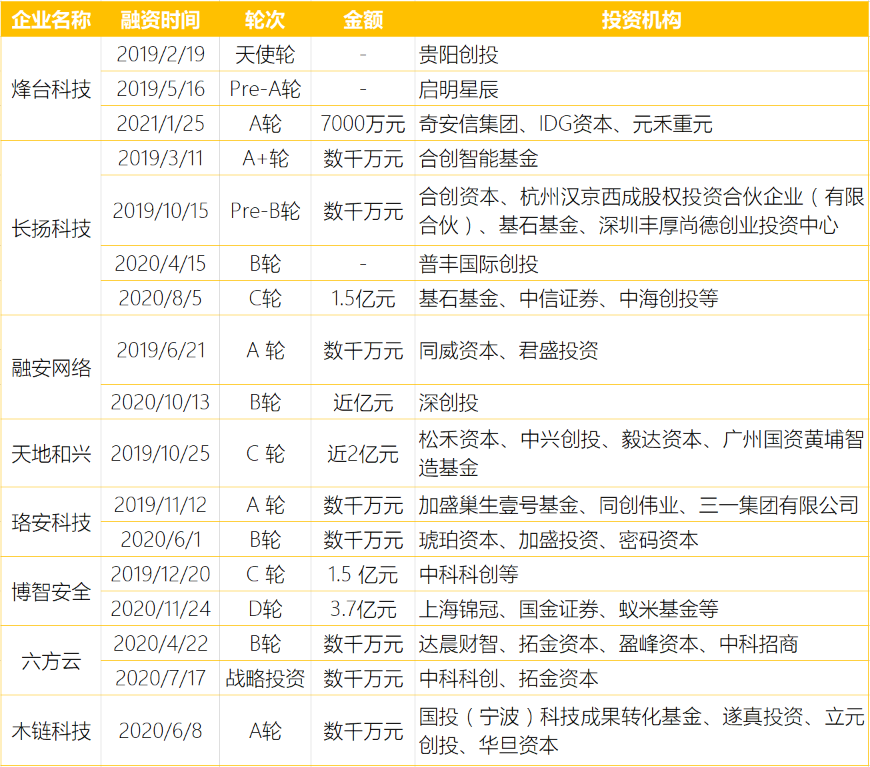 企业名称 融资时间 轮次 金额 投资机构
烽台科技 2019/2/19 天使轮 - 贵阳创投
2019/5/16 Pre-A轮 - 启明星辰
2021/1/25 A轮 7000万元 奇安信集团、IDG资本、元禾重元
长扬科技 2019/3/11 A+轮 数千万元 合创智能基金
2019/10/15 Pre-B轮 数千万元 合创资本、杭州汉京西成股权投资合伙企业（有限
合伙）、基石基金、深圳丰厚尚德创业投资中心
2020/4/15 B轮 - 普丰国际创投
2020/8/5 C轮 1.5亿元 基石基金、中信证券、中海创投等
融安网络 2019/6/21 A 轮 数千万元 同威资本、君盛投资
2020/10/13 B轮 近亿元 深创投
天地和兴 2019/10/25 C 轮 近2亿元 松禾资本、中兴创投、毅达资本、广州国资黄埔智
造基金
珞安科技 2019/11/12 A 轮 数千万元 加盛巢生壹号基金、同创伟业、三一集团有限公司
2020/6/1 B轮 数千万元 琥珀资本、加盛投资、密码资本
博智安全 2019/12/20 C 轮 1.5 亿元 中科科创等
2020/11/24 D轮 3.7亿元 上海锦冠、国金证券、蚁米基金等
六方云 2020/4/22 B轮 数千万元 达晨财智、拓金资本、盈峰资本、中科招商
2020/7/17 战略投资 数千万元 中科科创、拓金资本
木链科技 2020/6/8 A轮 数千万元 国投（宁波）科技成果转化基金、遂真投资、立元
创投、华旦资本